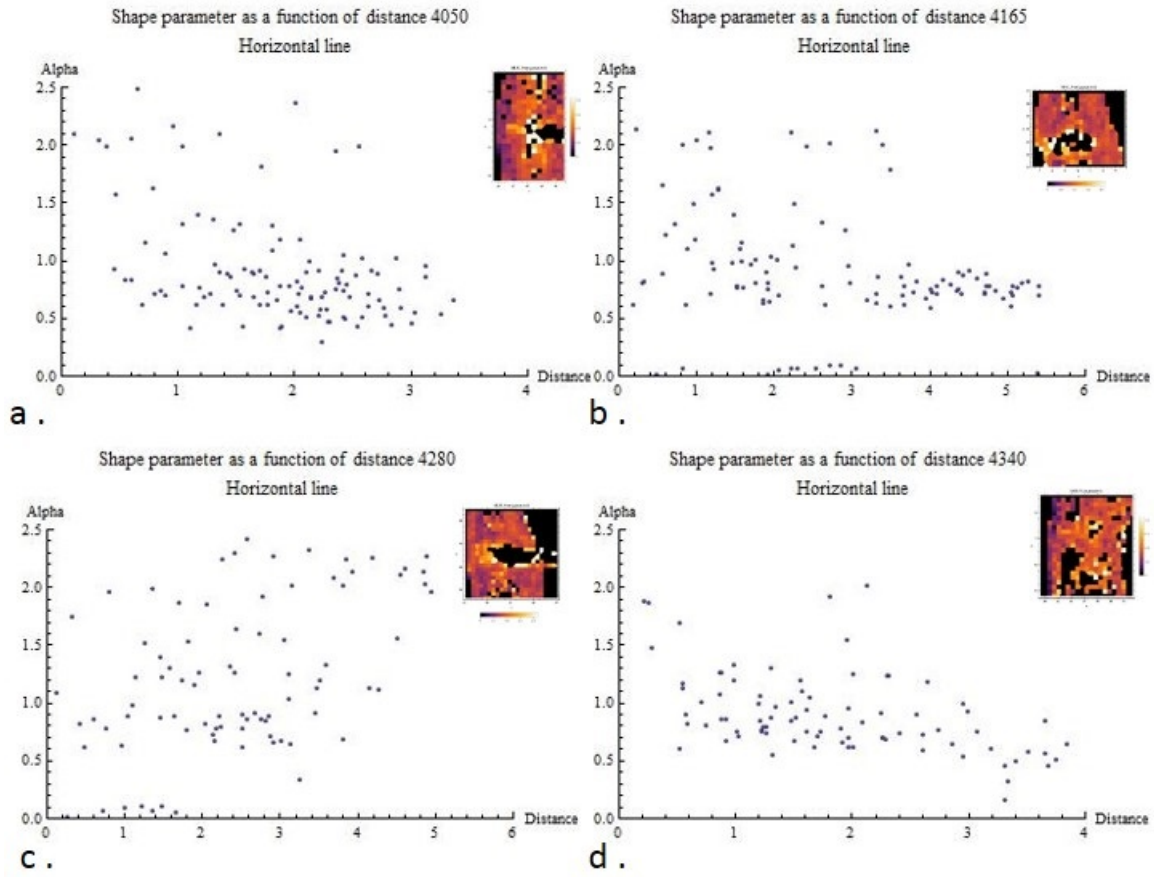 Shape parameter as a function of distance 4050
Horizontal line
Alpha
2.5
2.0
1.5
1.0
0.5
0.0
0 1 2 3 4 Distance
a .
Shape parameter as a function of distance 4165
Horizontal line
Alpha
2.5
2.0
1.5
1.0
0.5
0.0
0 1 2 3 4 5 6 Distance
b .
Shape parameter as a function of distance 4280
Horizontal line
Alpha
2.5
2.0
1.5
1.0
0.5
0.0
0 1 2 3 4 5 6 Distance
c .
Shape parameter as a function of distance 4340
Horizontal line
Alpha
2.5
2.0
1.5
1.0
0.5
0.0
0 1 2 3 4 Distance
d .